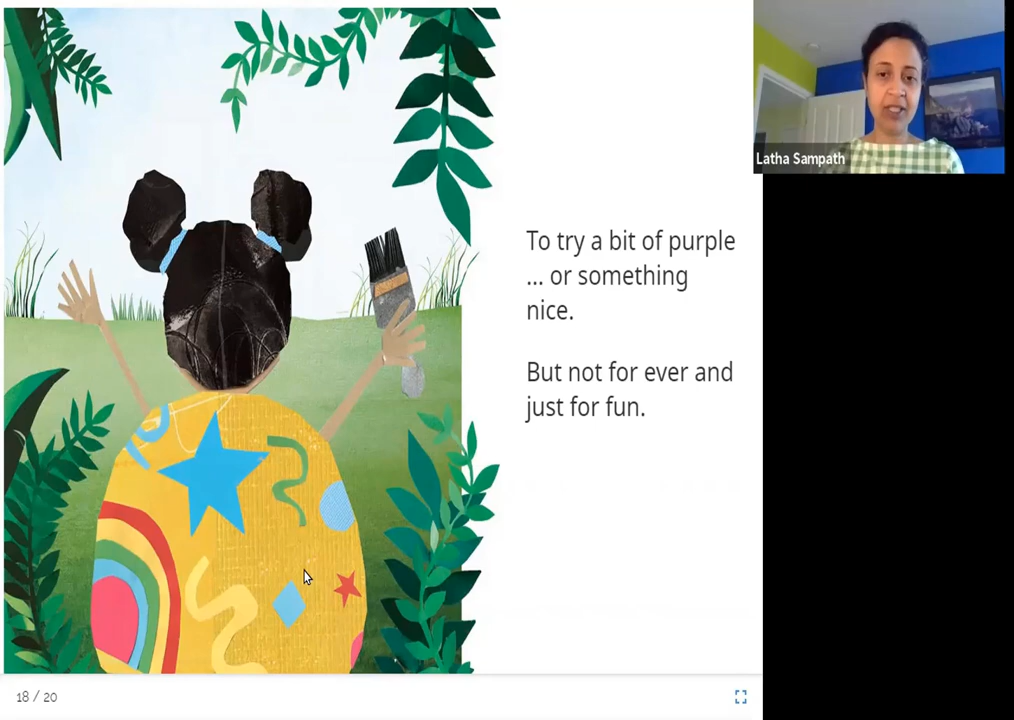 To try a bit of purple
... or something
nice.
But not for ever and
just for fun.
Latha Sampath
18 / 20